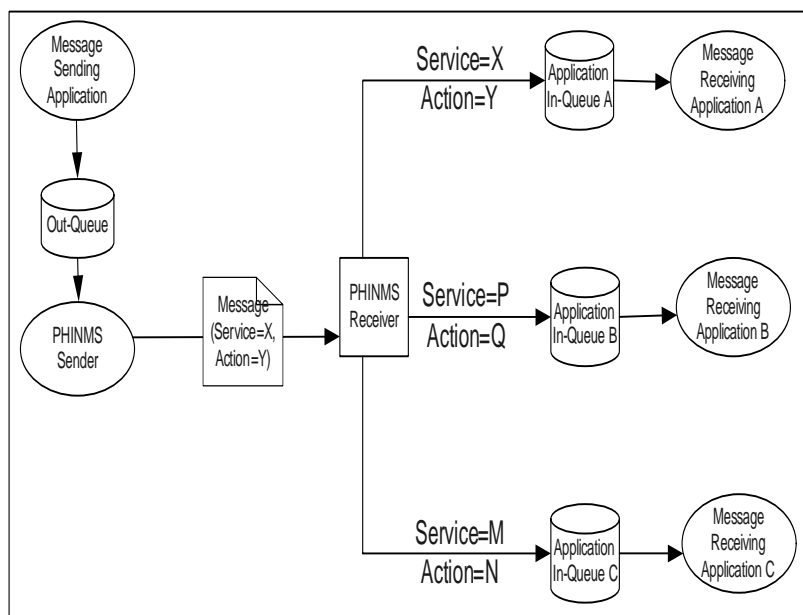 Message
Sending
Application
Out-Queue
PHINMS
Sender
Message
(Service=X,
Action=Y)
PHINMS
Receiver
Service=X
Action=Y
Application
In-Queue A
Message
Receiving
Application A
Service=P
Action=Q
Application
In-Queue B
Message
Receiving
Application B
Service=M
Action=N
Application
In-Queue C
Message
Receiving
Application C